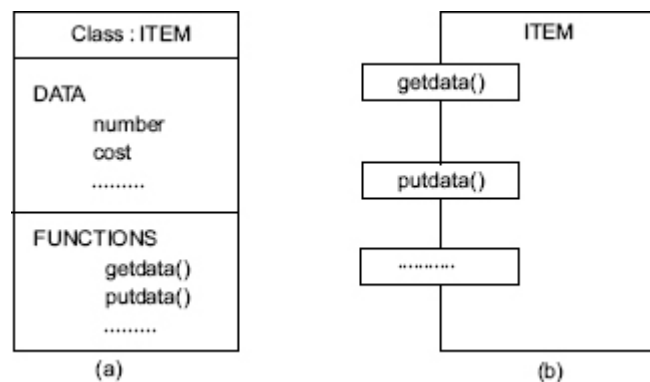 Class : ITEM
DATA
number
cost
.........
FUNCTIONS
getdata()
putdata()
.........
(a)
ITEM
getdata()
putdata()
..........
(b)